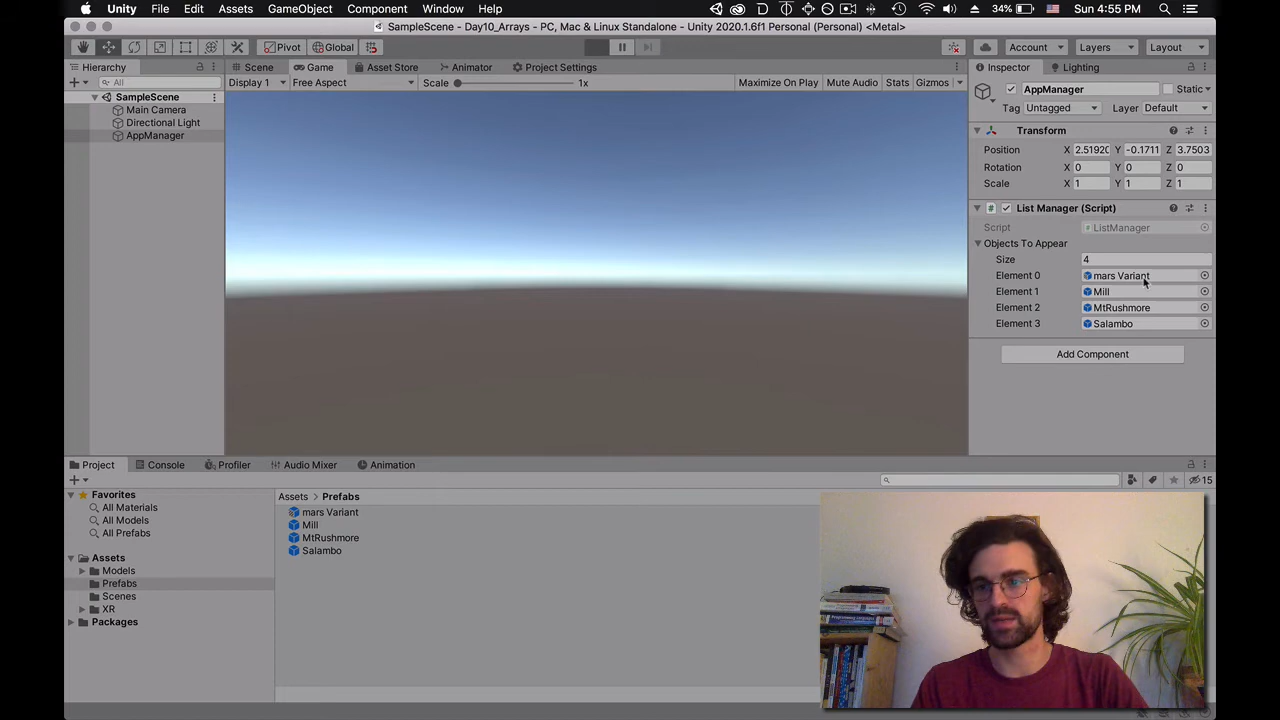 Unity File Edit Assets GameObject Component Window Help 34% Sun 4:55 PM
SampleScene - Day10_Arrays - PC, Mac & Linux Standalone - Unity 2020.1.6f1 Personal (Personal) <Metal>
Pivot Global Account Layers Layout
Hierarchy Scene Game Asset Store Animator Project Settings Inspector Lighting
All Display 1 Free Aspect Scale 1x Maximize On Play Mute Audio Stats Gizmos AppManager Static
SampleScene
Main Camera
Directional Light
AppManager
Tag Untagged Layer Default
Transform
Position X 2.5192 Y -0.1711 Z 3.7503
Rotation X 0 Y 0 Z 0
Scale X 1 Y 1 Z 1
List Manager (Script)
Script ListManager
Objects To Appear
Size 4
Element 0 mars Variant
Element 1 Mill
Element 2 MtRushmore
Element 3 Salambo
Add Component
Project Console Profiler Audio Mixer Animation
15
Favorites
All Materials
All Models
All Prefabs
Assets
Models
Prefabs
Scenes
XR
Packages
Assets > Prefabs
mars Variant
Mill
MtRushmore
Salambo